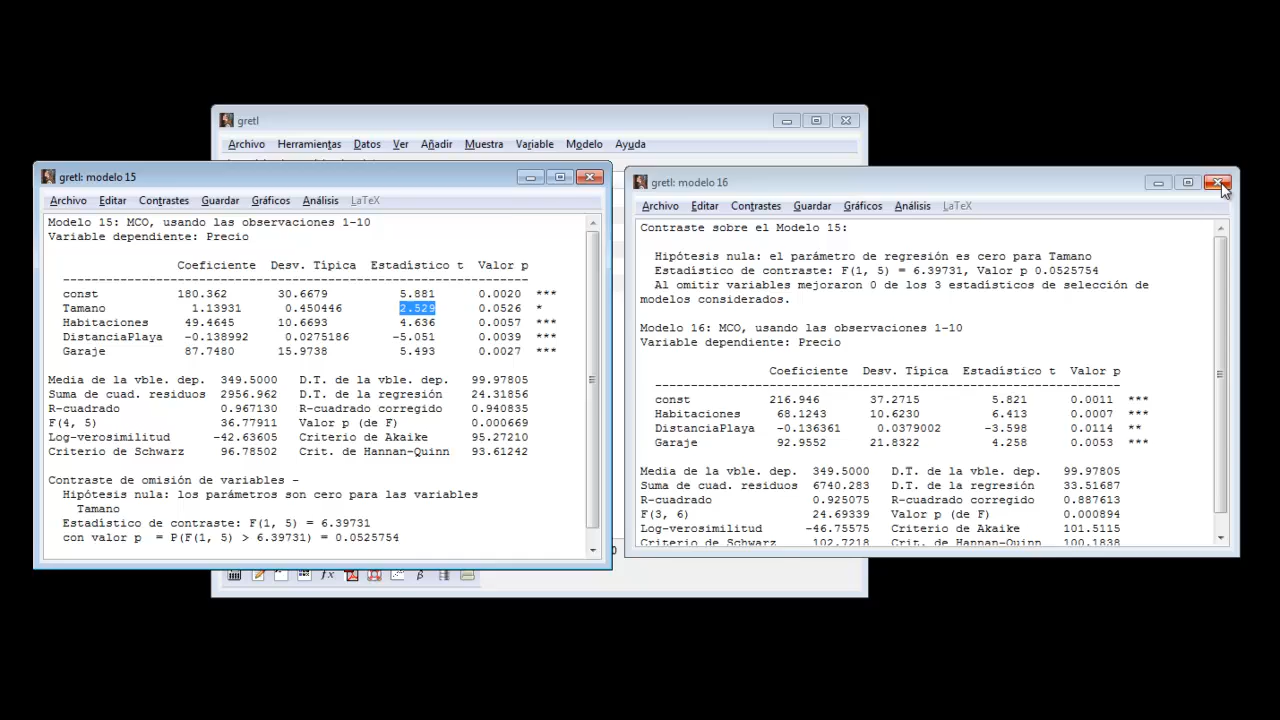 gretl
Archivo Herramientas Datos Ver Añadir Muestra Variable Modelo Ayuda
gretl: modelo 15
Archivo Editar Contrastes Guardar Gráficos Análisis LaTeX
Modelo 15: MCO, usando las observaciones 1-10
Variable dependiente: Precio
Coeficiente Desv. Típica Estadístico t Valor p
const 180.362 30.6679 5.881 0.0020 ***
Tamano 1.13931 0.450446 2.529 0.0526 *
Habitaciones 49.4645 10.6693 4.636 0.0057 ***
DistanciaPlaya -0.138992 0.0275186 -5.051 0.0039 ***
Garaje 87.7480 15.9738 5.493 0.0027 ***
Media de la vble. dep. 349.5000 D.T. de la vble. dep. 99.97805
Suma de cuad. residuos 2956.962 D.T. de la regresión 24.31856
R-cuadrado 0.967130 R-cuadrado corregido 0.940835
F(4, 5) 36.77911 Valor p (de F) 0.000669
Log-verosimilitud -42.63605 Criterio de Akaike 95.27210
Criterio de Schwarz 96.78502 Crit. de Hannan-Quinn 93.61242
Contraste de omisión de variables -
Hipótesis nula: los parámetros son cero para las variables
Tamano
Estadístico de contraste: F(1, 5) = 6.39731
con valor p = P(F(1, 5) > 6.39731) = 0.0525754
gretl: modelo 16
Archivo Editar Contrastes Guardar Gráficos Análisis LaTeX
Contraste sobre el Modelo 15:
Hipótesis nula: el parámetro de regresión es cero para Tamano
Estadístico de contraste: F(1, 5) = 6.39731, Valor p 0.0525754
Al omitir variables mejoraron 0 de los 3 estadísticos de selección de
modelos considerados.
Modelo 16: MCO, usando las observaciones 1-10
Variable dependiente: Precio
Coeficiente Desv. Típica Estadístico t Valor p
const 216.946 37.2715 5.821 0.0011 ***
Habitaciones 68.1243 10.6230 6.413 0.0007 ***
DistanciaPlaya -0.136361 0.0379002 -3.598 0.0114 **
Garaje 92.9552 21.8322 4.258 0.0053 ***
Media de la vble. dep. 349.5000 D.T. de la vble. dep. 99.97805
Suma de cuad. residuos 6740.283 D.T. de la regresión 33.51687
R-cuadrado 0.925075 R-cuadrado corregido 0.887613
F(3, 6) 24.69339 Valor p (de F) 0.000894
Log-verosimilitud -46.75575 Criterio de Akaike 101.5115
Criterio de Schwarz 102.7218 Crit. de Hannan-Quinn 100.1838